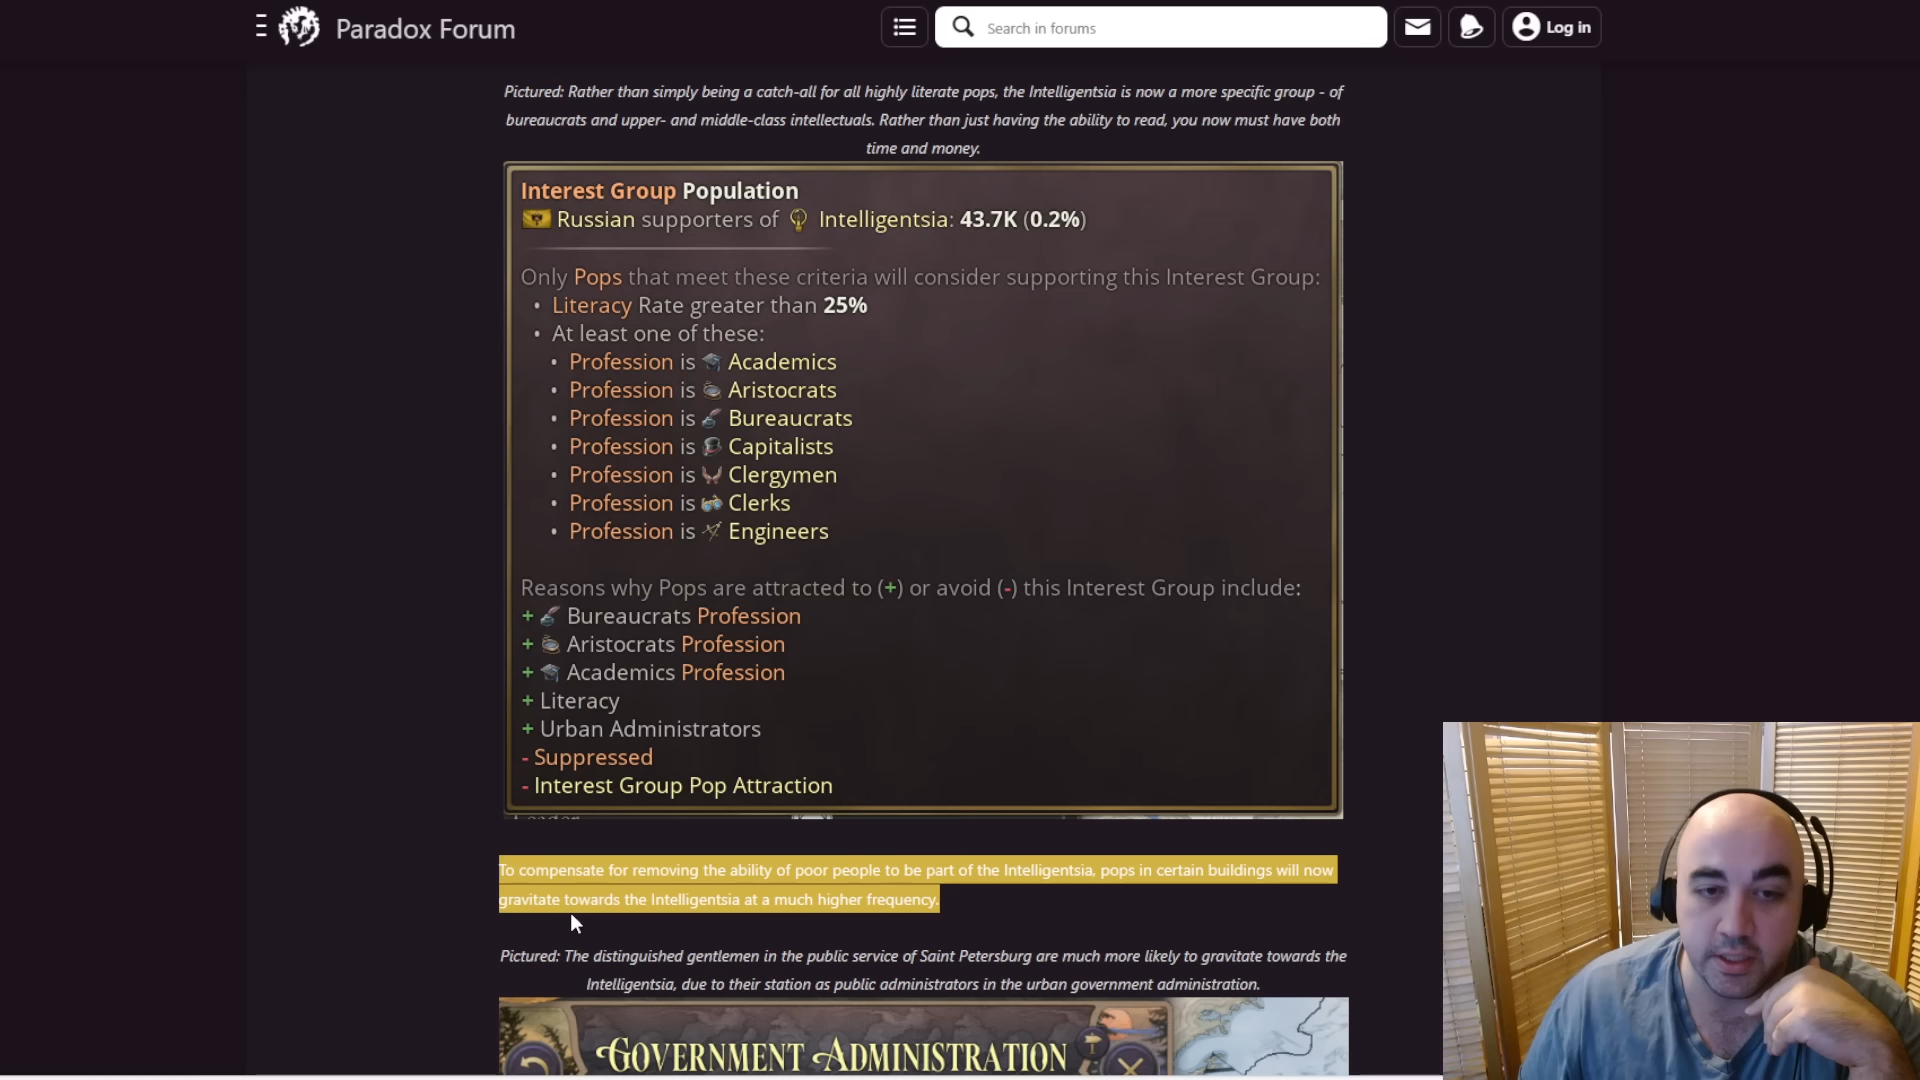 Paradox Forum
Search in forums
Log in
Pictured: Rather than simply being a catch-all for all highly literate pops, the Intelligentsia is now a more specific group - of
bureaucrats and upper- and middle-class intellectuals. Rather than just having the ability to read, you now must have both
time and money.
Interest Group Population
Russian supporters of Intelligentsia: 43.7K (0.2%)
Only Pops that meet these criteria will consider supporting this Interest Group:
• Literacy Rate greater than 25%
• At least one of these:
• Profession is Academics
• Profession is Aristocrats
• Profession is Bureaucrats
• Profession is Capitalists
• Profession is Clergymen
• Profession is Clerks
• Profession is Engineers
Reasons why Pops are attracted to (+) or avoid (-) this Interest Group include:
+ Bureaucrats Profession
+ Aristocrats Profession
+ Academics Profession
+ Literacy
+ Urban Administrators
- Suppressed
- Interest Group Pop Attraction
To compensate for removing the ability of poor people to be part of the Intelligentsia, pops in certain buildings will now
gravitate towards the Intelligentsia at a much higher frequency.
Pictured: The distinguished gentlemen in the public service of Saint Petersburg are much more likely to gravitate towards the
Intelligentsia, due to their station as public administrators in the urban government administration.
GOVERNMENT ADMINISTRATION